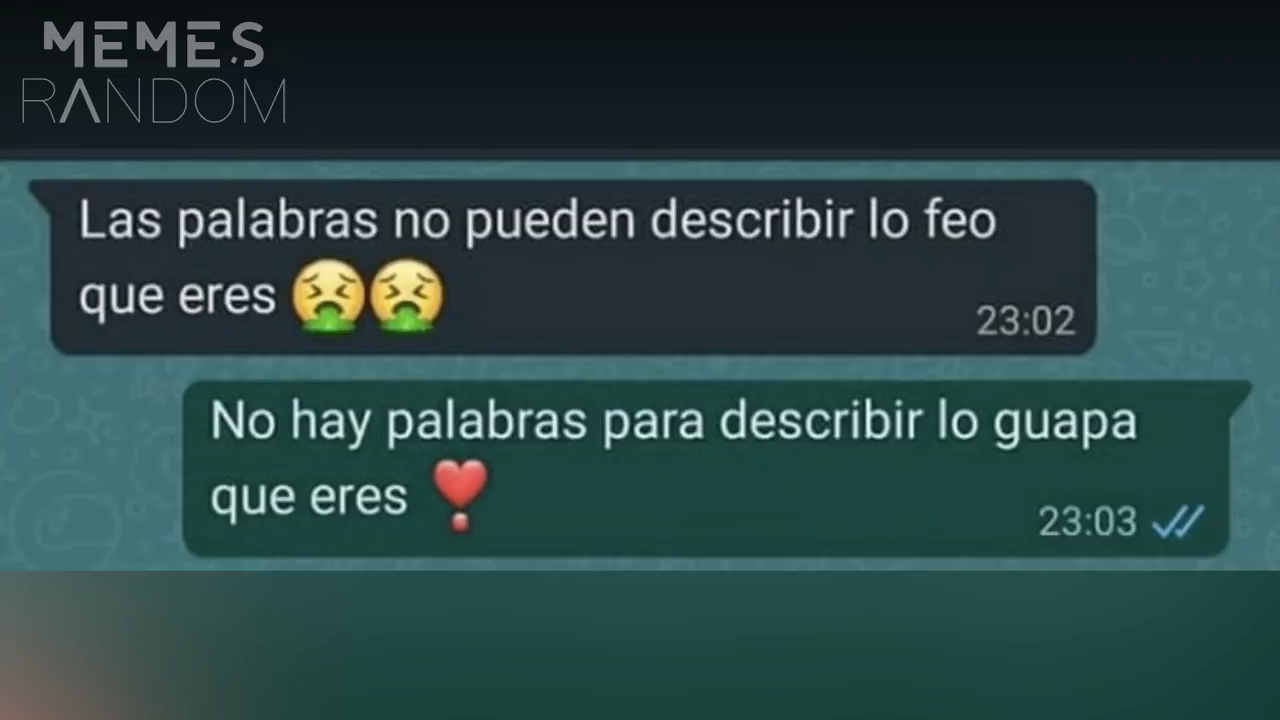 MEMES
RANDOM
Las palabras no pueden describir lo feo
que eres 🤮🤮
23:02
No hay palabras para describir lo guapa
que eres ❣️
23:03